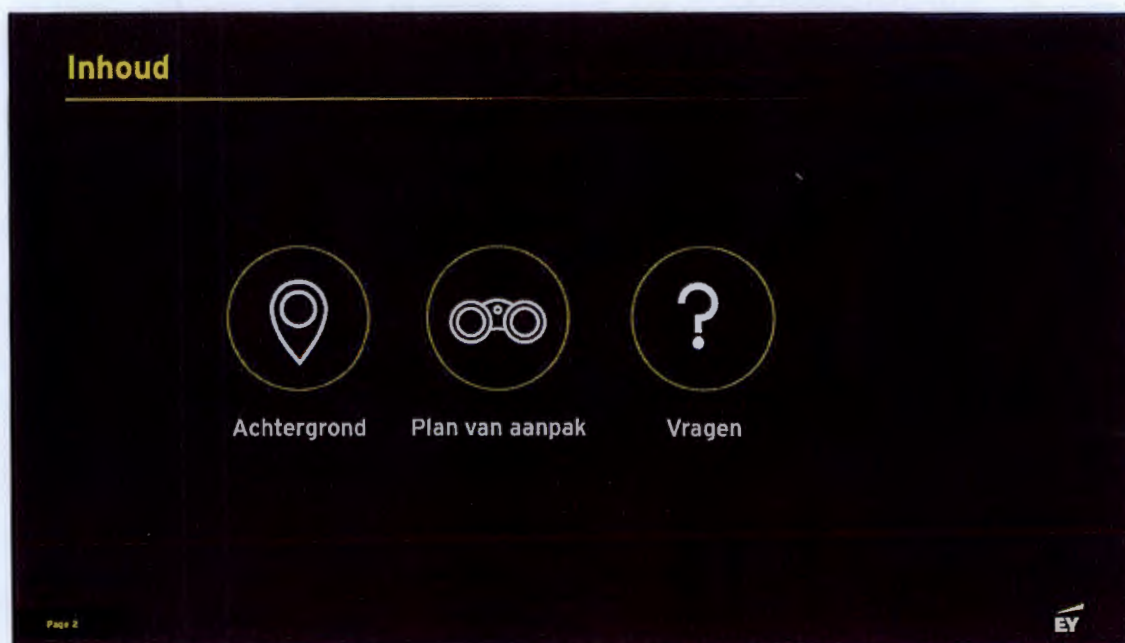 Inhoud
Achtergrond
Plan van aanpak
Vragen
Page 2
EY